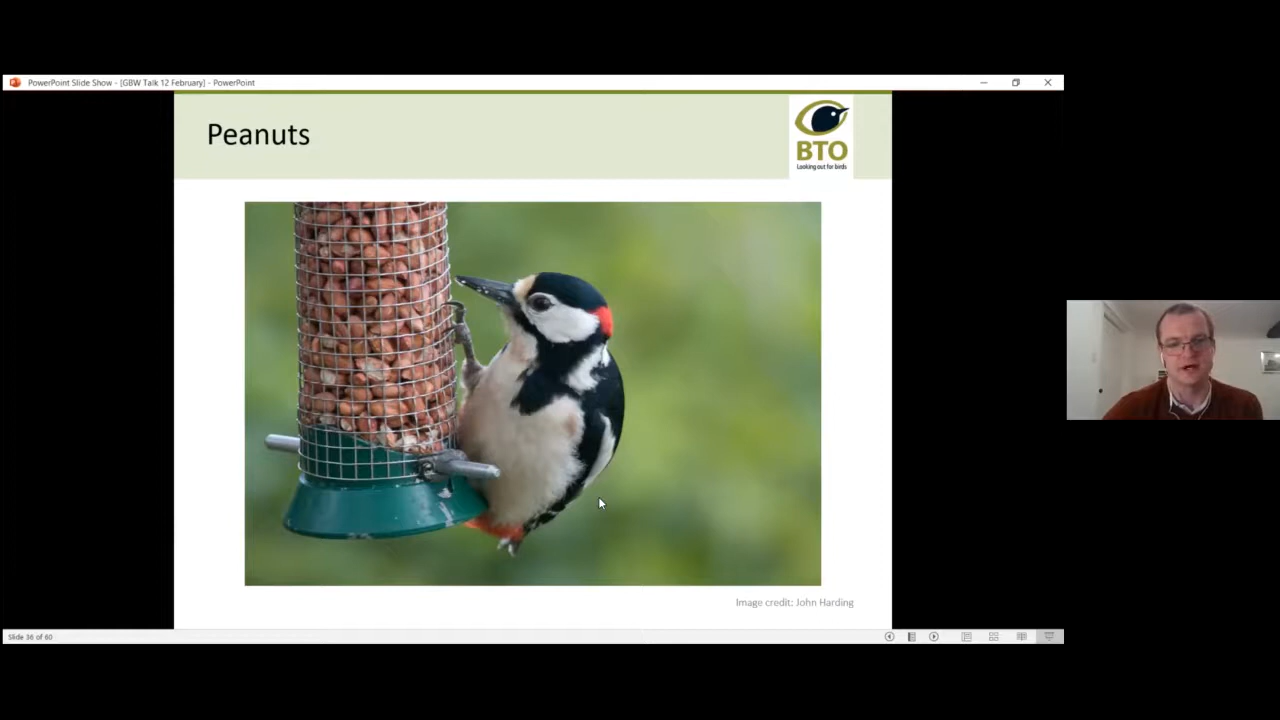 PowerPoint Slide Show - [GBW Talk 12 February] - PowerPoint
Peanuts
BTO
Looking out for birds
Image credit: John Harding
Slide 36 of 60